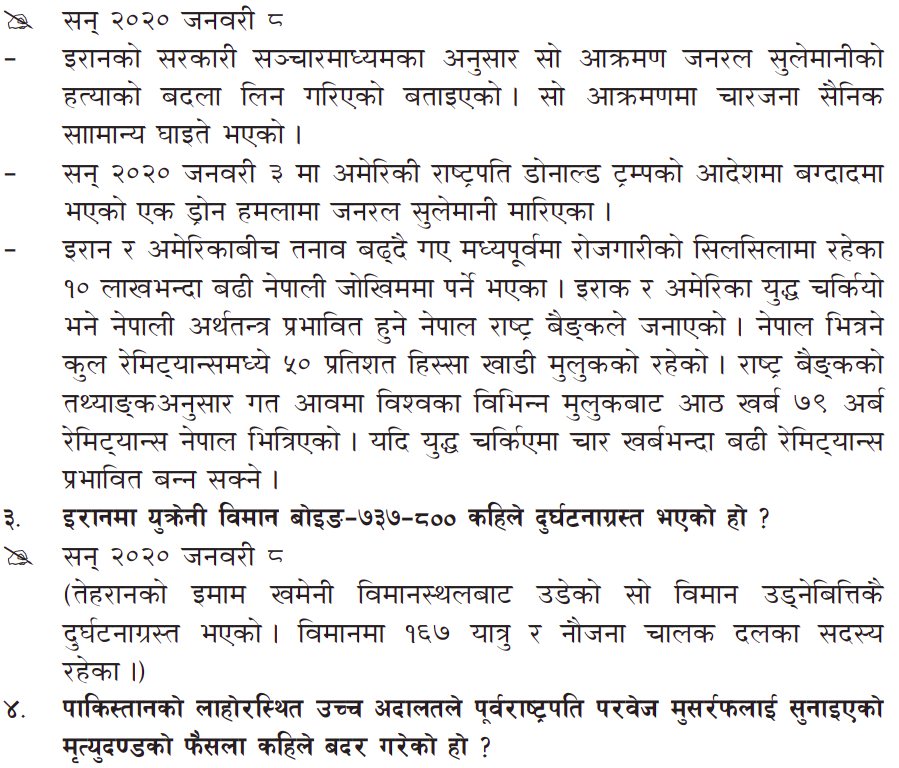 सन् २०२० जनवरी ८
– इरानको सरकारी सञ्चारमाध्यमका अनुसार सो आक्रमण जनरल सुलेमानीको
हत्याको बदला लिन गरिएको बताइएको । सो आक्रमणमा चारजना सैनिक
साामान्य घाइते भएको ।
– सन् २०२० जनवरी ३ मा अमेरिकी राष्ट्रपति डोनाल्ड ट्रम्पको आदेशमा बग्दादमा
भएको एक ड्रोन हमलामा जनरल सुलेमानी मारिएका ।
– इरान र अमेरिकाबीच तनाव बढ्दै गए मध्यपूर्वमा रोजगारीको सिलसिलामा रहेका
१० लाखभन्दा बढी नेपाली जोखिममा पर्ने भएका । इराक र अमेरिका युद्ध चर्कियो
भने नेपाली अर्थतन्त्र प्रभावित हुने नेपाल राष्ट्र बैङ्कले जनाएको । नेपाल भित्रने
कुल रेमिट्यान्समध्ये ५० प्रतिशत हिस्सा खाडी मुलुकको रहेको । राष्ट्र बैङ्कको
तथ्याङ्कअनुसार गत आवमा विश्वका विभिन्न मुलुकबाट आठ खर्ब ७९ अर्ब
रेमिट्यान्स नेपाल भित्रिएको । यदि युद्ध चर्किएमा चार खर्बभन्दा बढी रेमिट्यान्स
प्रभावित बन्न सक्ने ।
३. इरानमा युक्रेनी विमान बोइङ–७३७–८०० कहिले दुर्घटनाग्रस्त भएको हो ?
सन् २०२० जनवरी ८
(तेहरानको इमाम खमेनी विमानस्थलबाट उडेको सो विमान उड्नेबित्तिकै
दुर्घटनाग्रस्त भएको । विमानमा १६७ यात्रु र नौजना चालक दलका सदस्य
रहेका ।)
४. पाकिस्तानको लाहोरस्थित उच्च अदालतले पूर्वराष्ट्रपति परवेज मुसर्रफलाई सुनाइएको
मृत्युदण्डको फैसला कहिले बदर गरेको हो ?